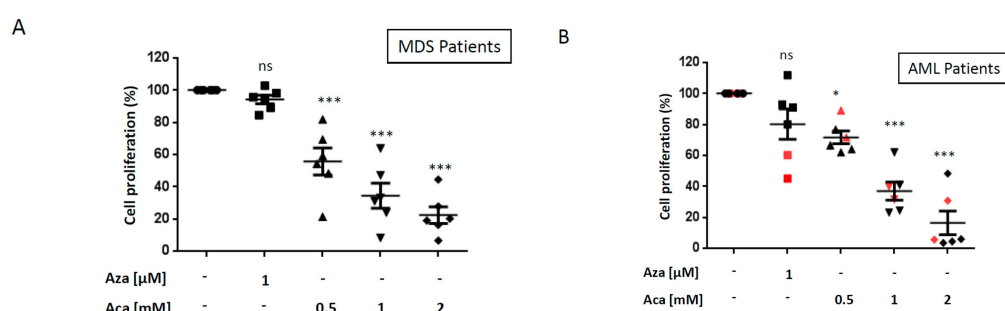 A
MDS Patients
120
100
80
60
40
20
0
Cell proliferation (%)
ns
***
***
***
Aza [µM] - 1 - - -
Aca [mM] - - 0.5 1 2
B
AML Patients
120
100
80
60
40
20
0
Cell proliferation (%)
ns
*
***
***
Aza [µM] - 1 - - -
Aca [mM] - - 0.5 1 2